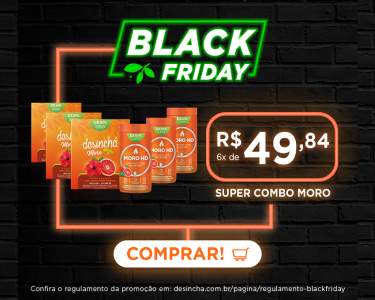 BLACK
FRIDAY
desinchá
Moro
MORO HD
MORO HD
R$ 49,84
6x de
SUPER COMBO MORO
COMPRAR!
Confira o regulamento da promoção em: desincha.com.br/pagina/regulamento-blackfriday